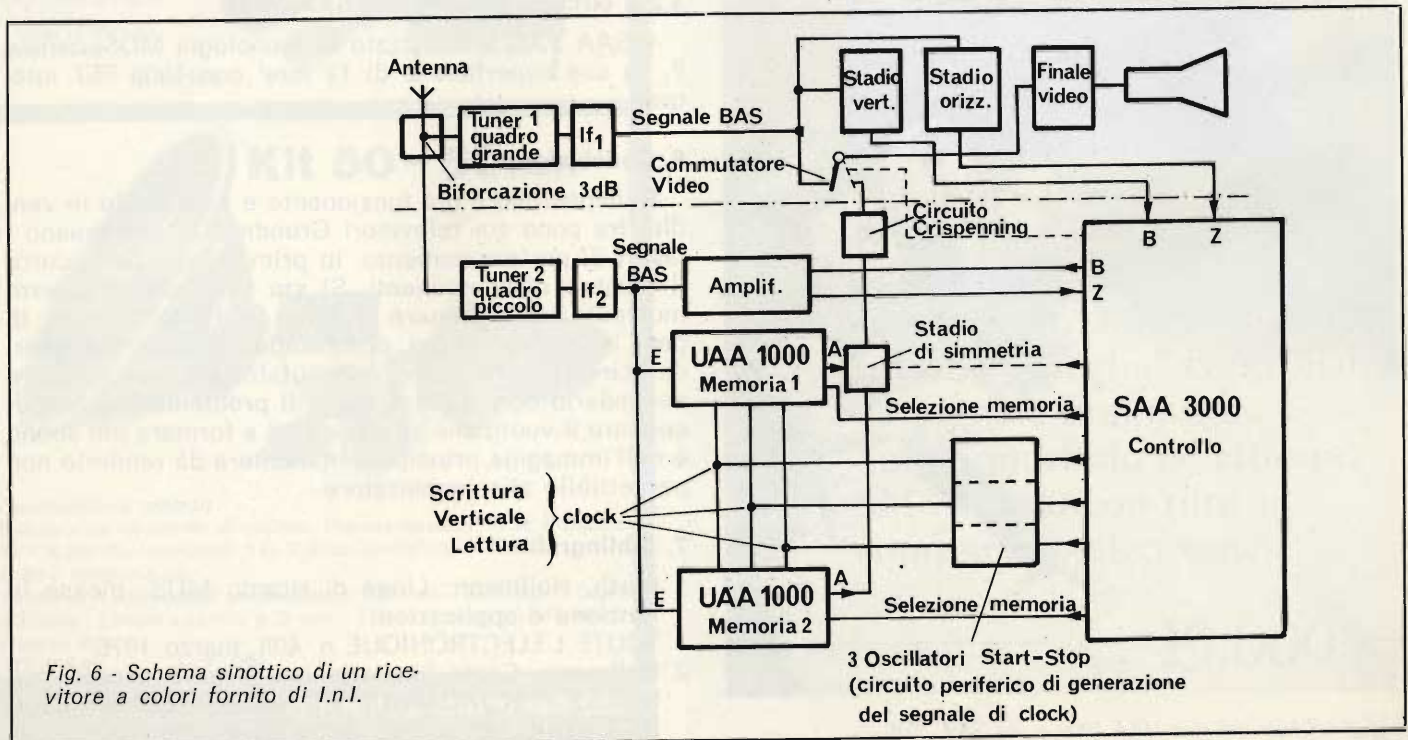 Antenna
Tuner 1
quadro
grande
If₁
Segnale BAS
Stadio
vert.
Stadio
orizz.
Finale
video
Biforcazione 3dB
Commutatore
Video
Circuito
Crispenning
B
Z
Tuner 2
quadro
piccolo
If₂
Segnale
BAS
Amplif.
B
Z
E
UAA 1000
Memoria 1
A
Stadio
di simmetria
Selezione memoria
SAA 3000
Controllo
Scrittura
Verticale
Lettura
clock
E
UAA 1000
Memoria 2
A
Selezione memoria
3 Oscillatori Start-Stop
(circuito periferico di generazione
del segnale di clock)
Fig. 6 - Schema sinottico di un rice-
vitore a colori fornito di I.n.I.